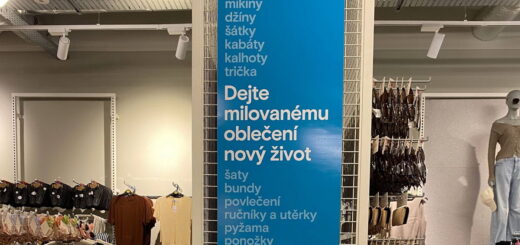 mikiny
džíny
šátky
kabáty
kalhoty
trička
Dejte
milovanému
oblečení
nový život
šaty
bundy
povlečení
ručníky a utěrky
pyžama
ponožky